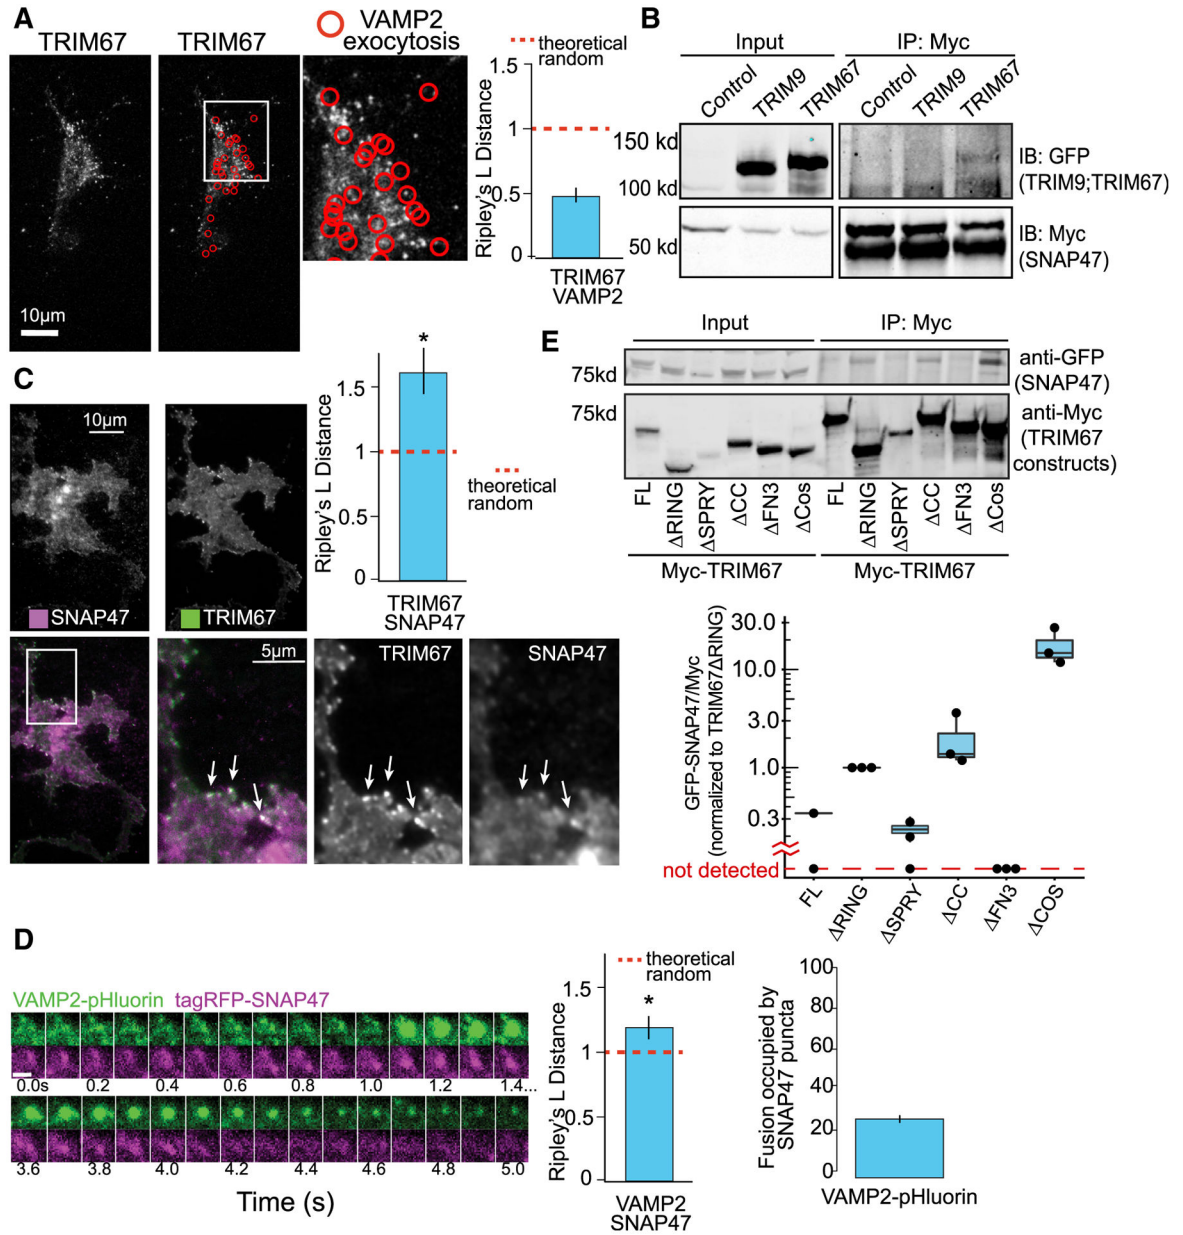 A
TRIM67
TRIM67
VAMP2
exocytosis
10μm
theoretical
random
1.5
1
0.5
0
Ripley's L Distance
TRIM67
VAMP2
B
Input
IP: Myc
Control
TRIM9
TRIM67
Control
TRIM9
TRIM67
150 kd
100 kd
50 kd
IB: GFP
(TRIM9;TRIM67)
IB: Myc
(SNAP47)
C
10μm
SNAP47
TRIM67
1.5
1
0.5
0
Ripley's L Distance
*
theoretical
random
TRIM67
SNAP47
5μm
TRIM67
SNAP47
E
Input
IP: Myc
75kd
75kd
anti-GFP
(SNAP47)
anti-Myc
(TRIM67
constructs)
FL
ΔRING
ΔSPRY
ΔCC
ΔFN3
ΔCos
FL
ΔRING
ΔSPRY
ΔCC
ΔFN3
ΔCos
Myc-TRIM67
Myc-TRIM67
GFP-SNAP47/Myc
(normalized to TRIM67ΔRING)
30.0
10.0
3.0
1.0
0.3
not detected
FL
ΔRING
ΔSPRY
ΔCC
ΔFN3
ΔCOS
D
VAMP2-pHluorin tagRFP-SNAP47
0.0s 0.2 0.4 0.6 0.8 1.0 1.2 1.4...
3.6 3.8 4.0 4.2 4.4 4.6 4.8 5.0
Time (s)
theoretical
random
1.5
1
0.5
0
Ripley's L Distance
*
VAMP2
SNAP47
Fusion occupied by
SNAP47 puncta
100
80
60
40
20
0
VAMP2-pHluorin